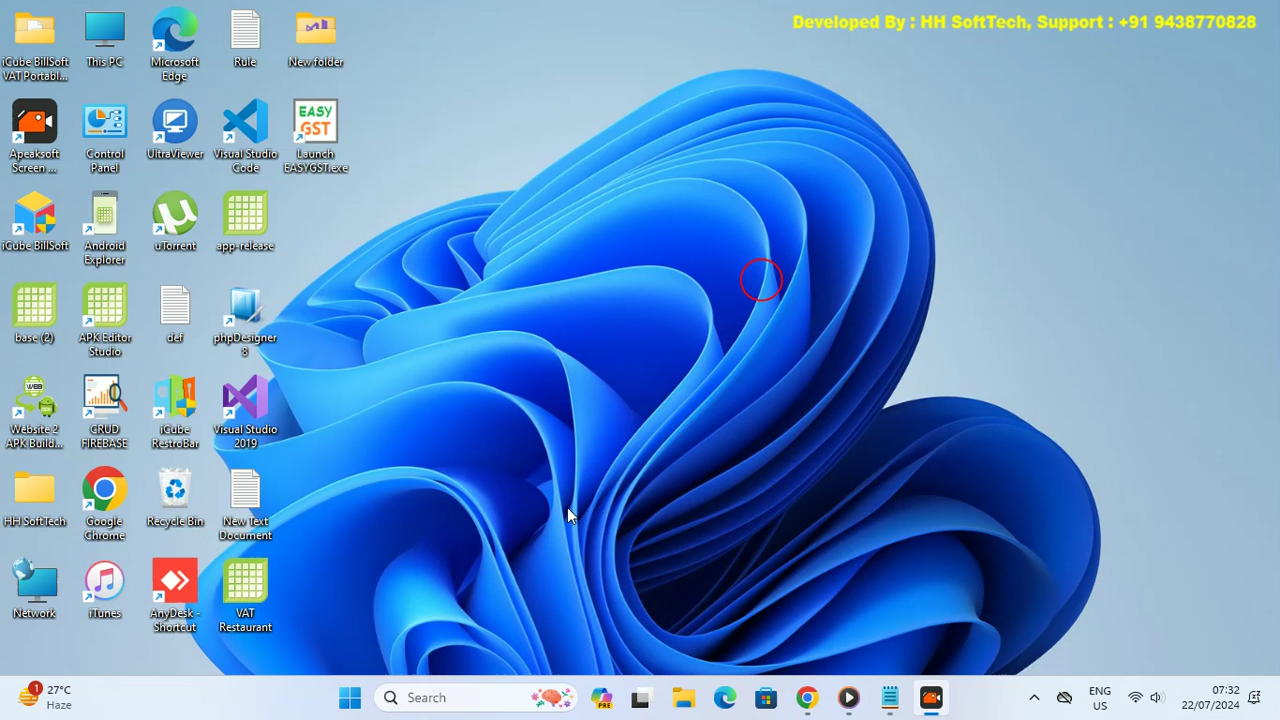 Developed By : HH SoftTech, Support : +91 9438770828
iCube BillSoft
VAT Portabl...
This PC
Microsoft
Edge
Rule
New folder
EASY
GST
Apeaksoft
Screen ...
Control
Panel
UltraViewer
Visual Studio
Code
Launch
EASYGST.exe
iCube BillSoft
Android
Explorer
uTorrent
app-release
base (2)
APK Editor
Studio
def
phpDesigner
8
WEB
Website 2
APK Build...
CRUD
FIREBASE
iCube
RestroBar
Visual Studio
2019
HH SoftTech
Google
Chrome
Recycle Bin
New Text
Document
Network
iTunes
AnyDesk -
Shortcut
VAT
Restaurant
1
27°C
Haze
Search
PRE
ENG
US
07:32
22/07/2024